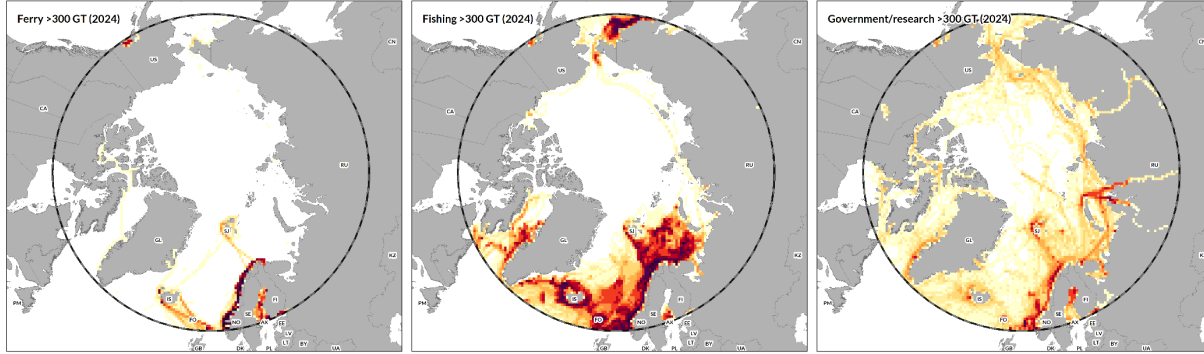 Ferry >300 GT (2024)
US
CN
CA
RU
GL
SJ
KZ
IS
PM
FO
NO
SE
FI
AX
EE
LV
GB
DK
PL
LT
BY
UA
Fishing >300 GT (2024)
US
CN
CA
RU
GL
SJ
KZ
IS
PM
FO
NO
SE
FI
AX
EE
LV
GB
DK
PL
LT
BY
UA
Government/research >300 GT (2024)
US
CN
CA
RU
GL
SJ
KZ
IS
PM
FO
NO
SE
FI
AX
EE
LV
GB
DK
PL
LT
BY
UA